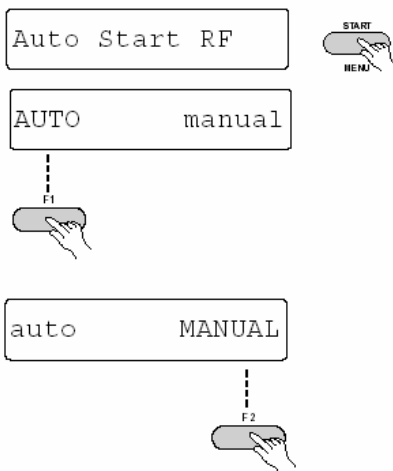 Auto Start RF
START
MENU
AUTO manual
F1
auto MANUAL
F2